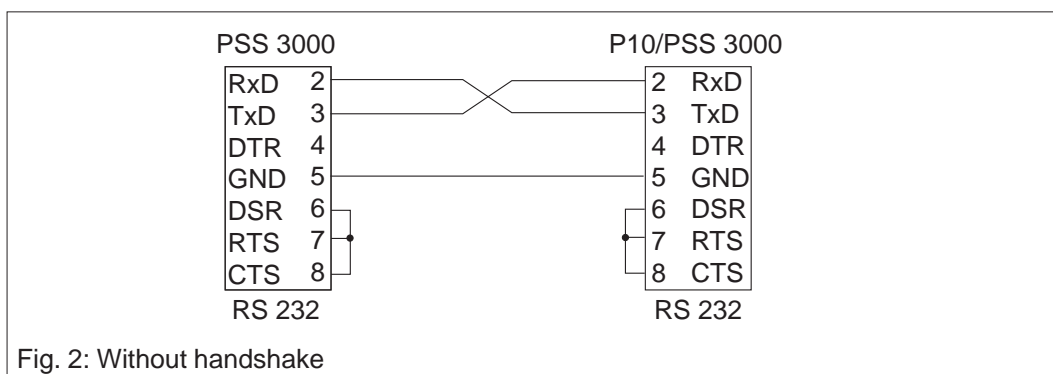 PSS 3000 P10/PSS 3000
RxD 2 2 RxD
TxD 3 3 TxD
DTR 4 4 DTR
GND 5 5 GND
DSR 6 6 DSR
RTS 7 7 RTS
CTS 8 8 CTS
RS 232 RS 232
Fig. 2: Without handshake